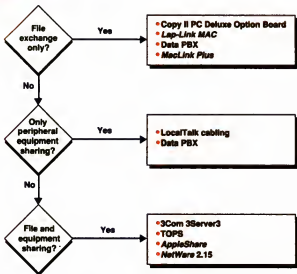 File
exchange
only?
Yes
• Copy II PC Deluxe Option Board
• Lap-Link MAC
• Data PBX
• MacLink Plus
No
Only
peripheral
equipment
sharing?
Yes
• LocalTalk cabling
• Data PBX
No
File and
equipment
sharing?
Yes
• 3Com 3Server3
• TOPS
• AppleShare
• NetWare 2.15